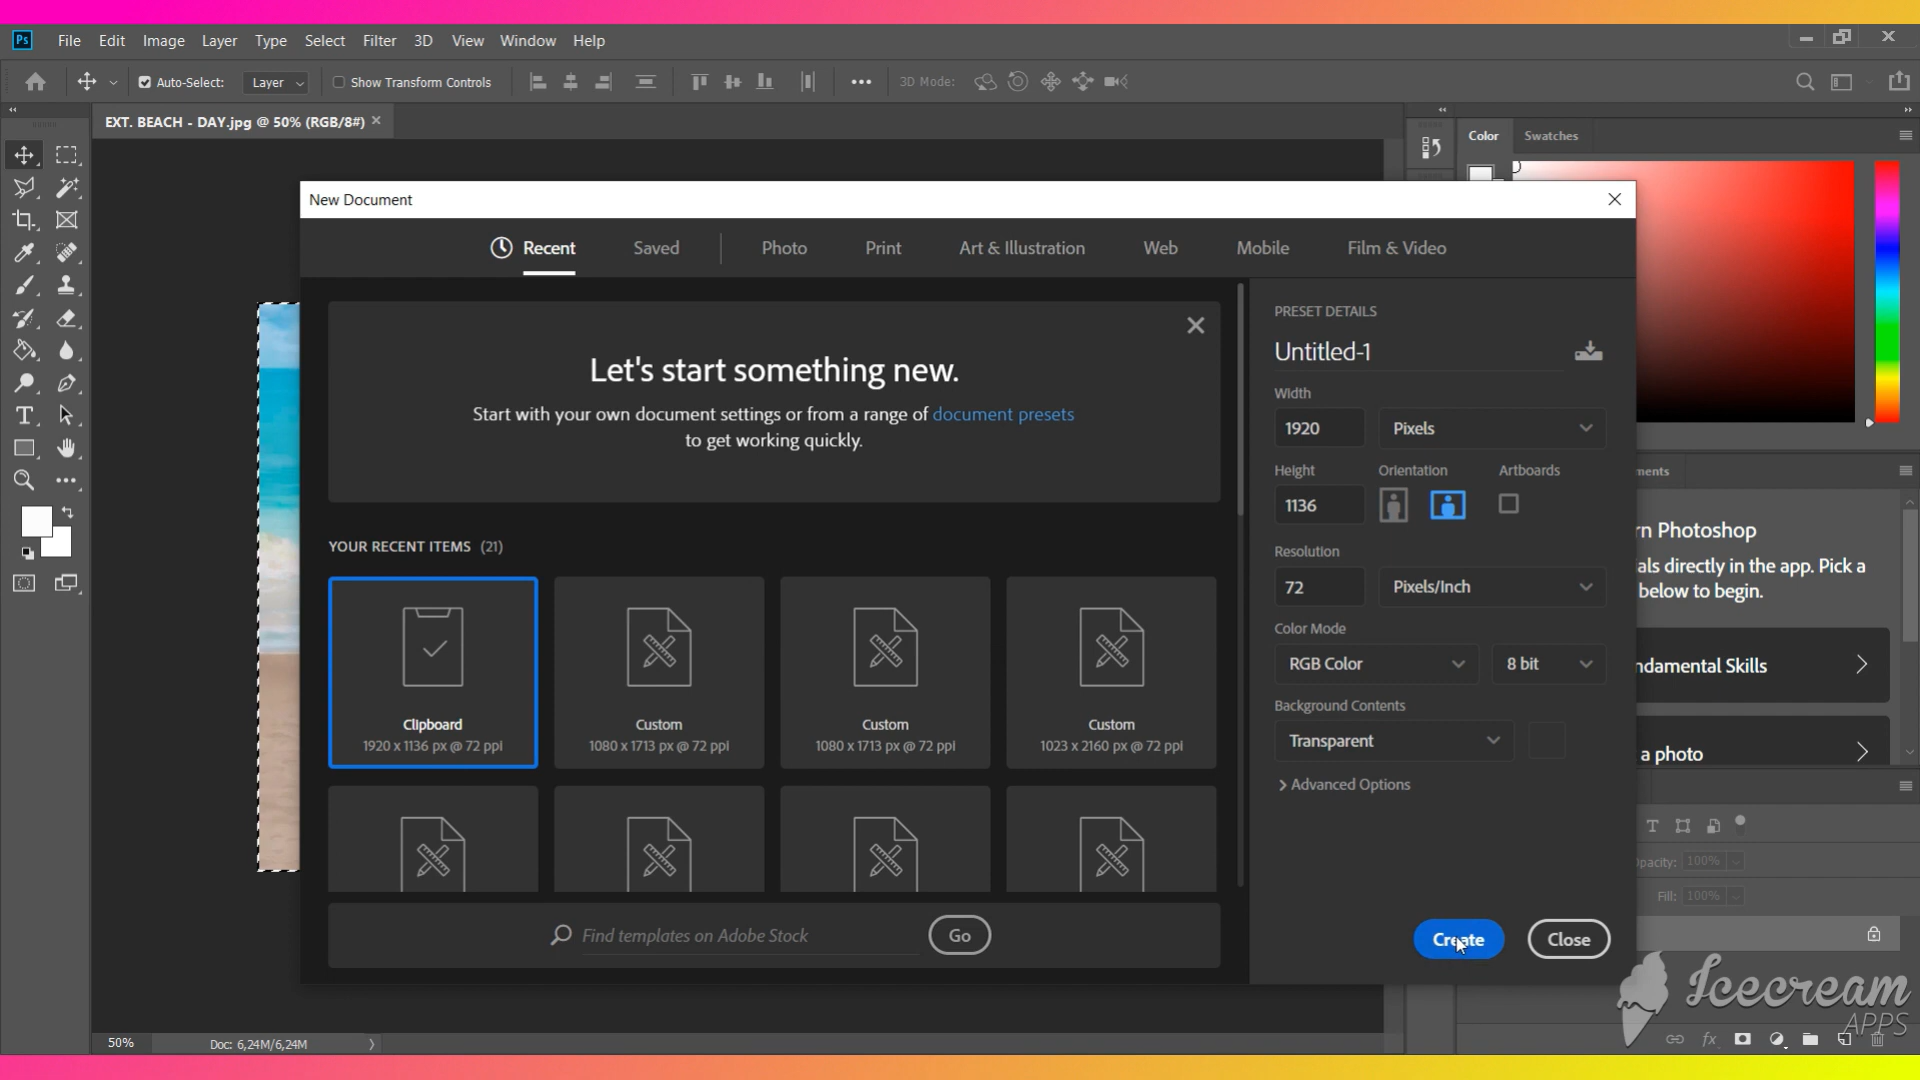 Ps File Edit Image Layer Type Select Filter 3D View Window Help
Auto-Select: Layer Show Transform Controls 3D Mode:
EXT. BEACH - DAY.jpg @ 50% (RGB/8#)
Color Swatches
New Document
Recent Saved Photo Print Art & Illustration Web Mobile Film & Video
Let's start something new.
Start with your own document settings or from a range of document presets
to get working quickly.
YOUR RECENT ITEMS (21)
Clipboard
1920 x 1136 px @ 72 ppi
Custom
1080 x 1713 px @ 72 ppi
Custom
1080 x 1713 px @ 72 ppi
Custom
1023 x 2160 px @ 72 ppi
Find templates on Adobe Stock Go
PRESET DETAILS
Untitled-1
Width
1920 Pixels
Height Orientation Artboards
1136
Resolution
72 Pixels/Inch
Color Mode
RGB Color 8 bit
Background Contents
Transparent
Advanced Options
Create Close
ments
rn Photoshop
als directly in the app. Pick a
below to begin.
ndamental Skills
a photo
T
pacity: 100%
Fill: 100%
fx
50% Doc: 6,24M/6,24M
Icecream
APPS